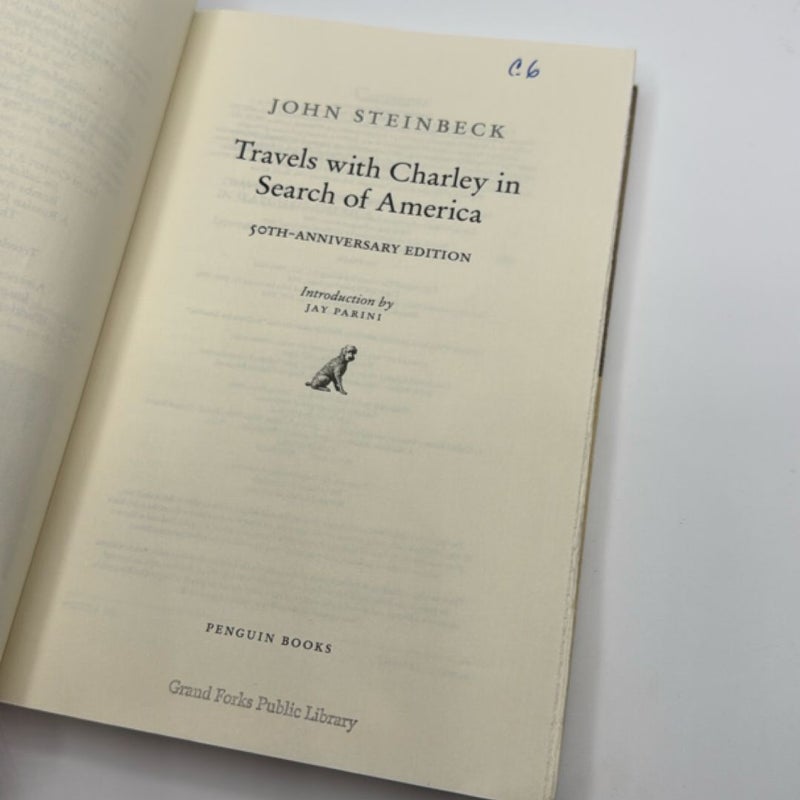 C.6
JOHN STEINBECK
Travels with Charley in
Search of America
50TH-ANNIVERSARY EDITION
Introduction by
JAY PARINI
PENGUIN BOOKS
Grand Forks Public Library